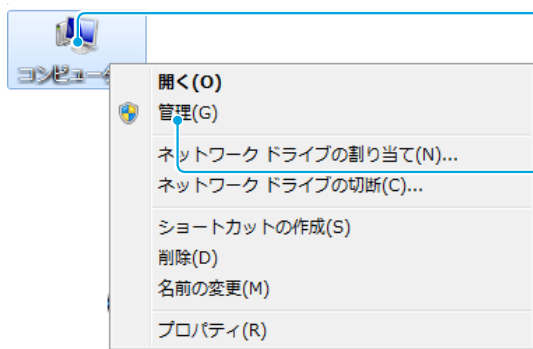 コンピュータ
開く(O)
管理(G)
ネットワーク ドライブの割り当て(N)...
ネットワーク ドライブの切断(C)...
ショートカットの作成(S)
削除(D)
名前の変更(M)
プロパティ(R)